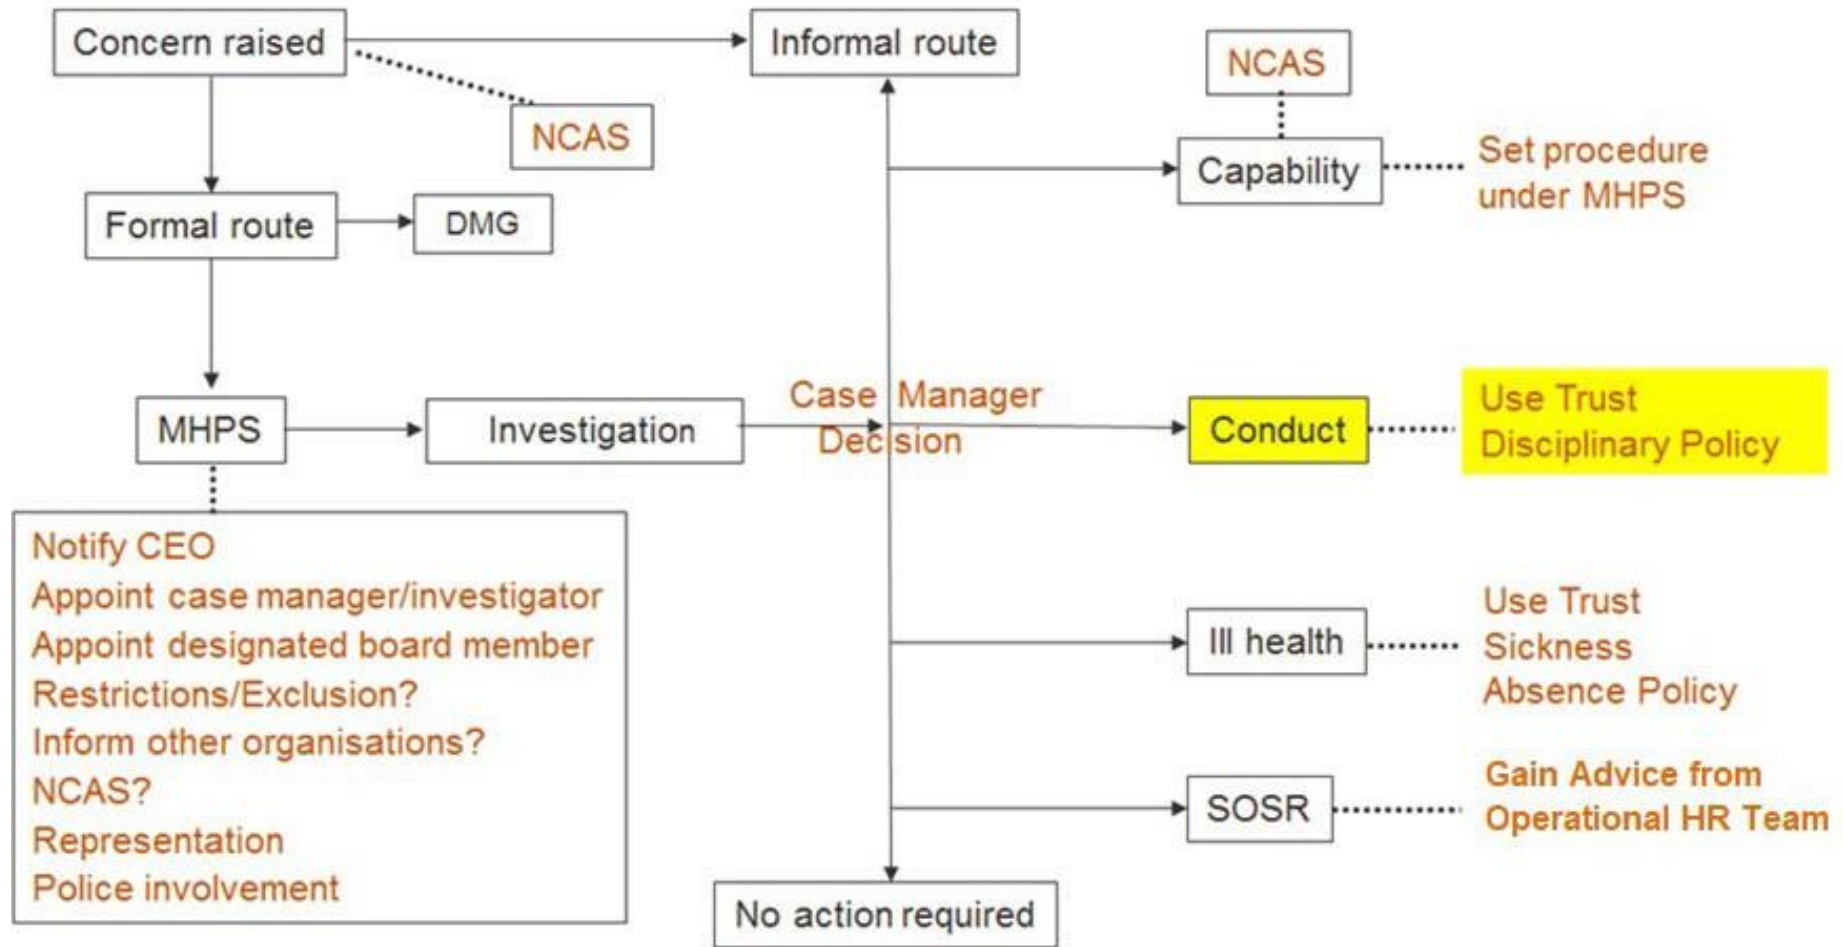 Concern raised
Informal route
NCAS
NCAS
Capability
Set procedure
under MHPS
Formal route
DMG
Case Manager
Decision
MHPS
Investigation
Conduct
Use Trust
Disciplinary Policy
Notify CEO
Appoint case manager/investigator
Appoint designated board member
Restrictions/Exclusion?
Inform other organisations?
NCAS?
Representation
Police involvement
Ill health
Use Trust
Sickness
Absence Policy
SOSR
Gain Advice from
Operational HR Team
No action required